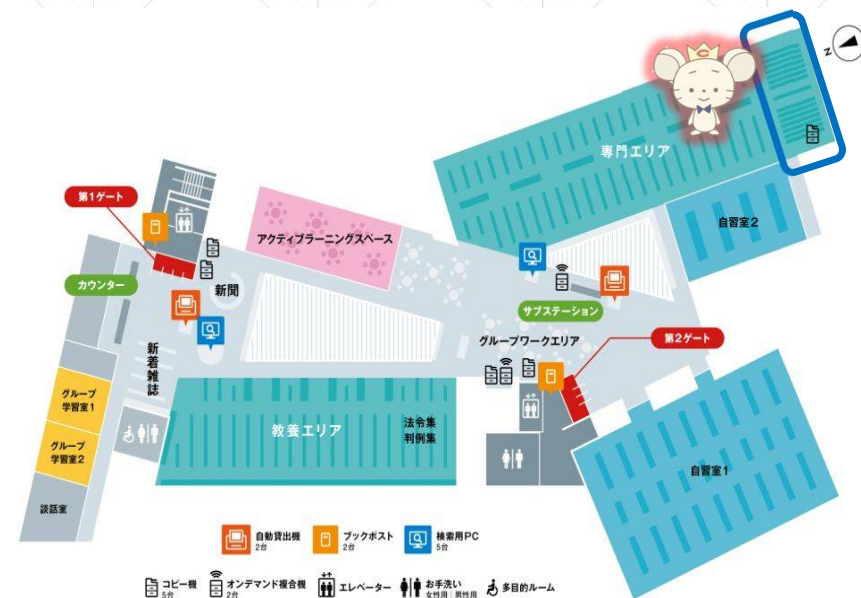 N
C
専門エリア
第1ゲート
自習室2
アクティブラーニングスペース
カウンター
新聞
サブステーション
グループワークエリア
第2ゲート
新着雑誌
グループ
学習室1
教養エリア
法令集
判例集
グループ
学習室2
自習室1
談話室
自動貸出機
2台
ブックポスト
2台
検索用PC
5台
コピー機
5台
オンデマンド複合機
2台
エレベーター
お手洗い
女性用｜男性用
多目的ルーム